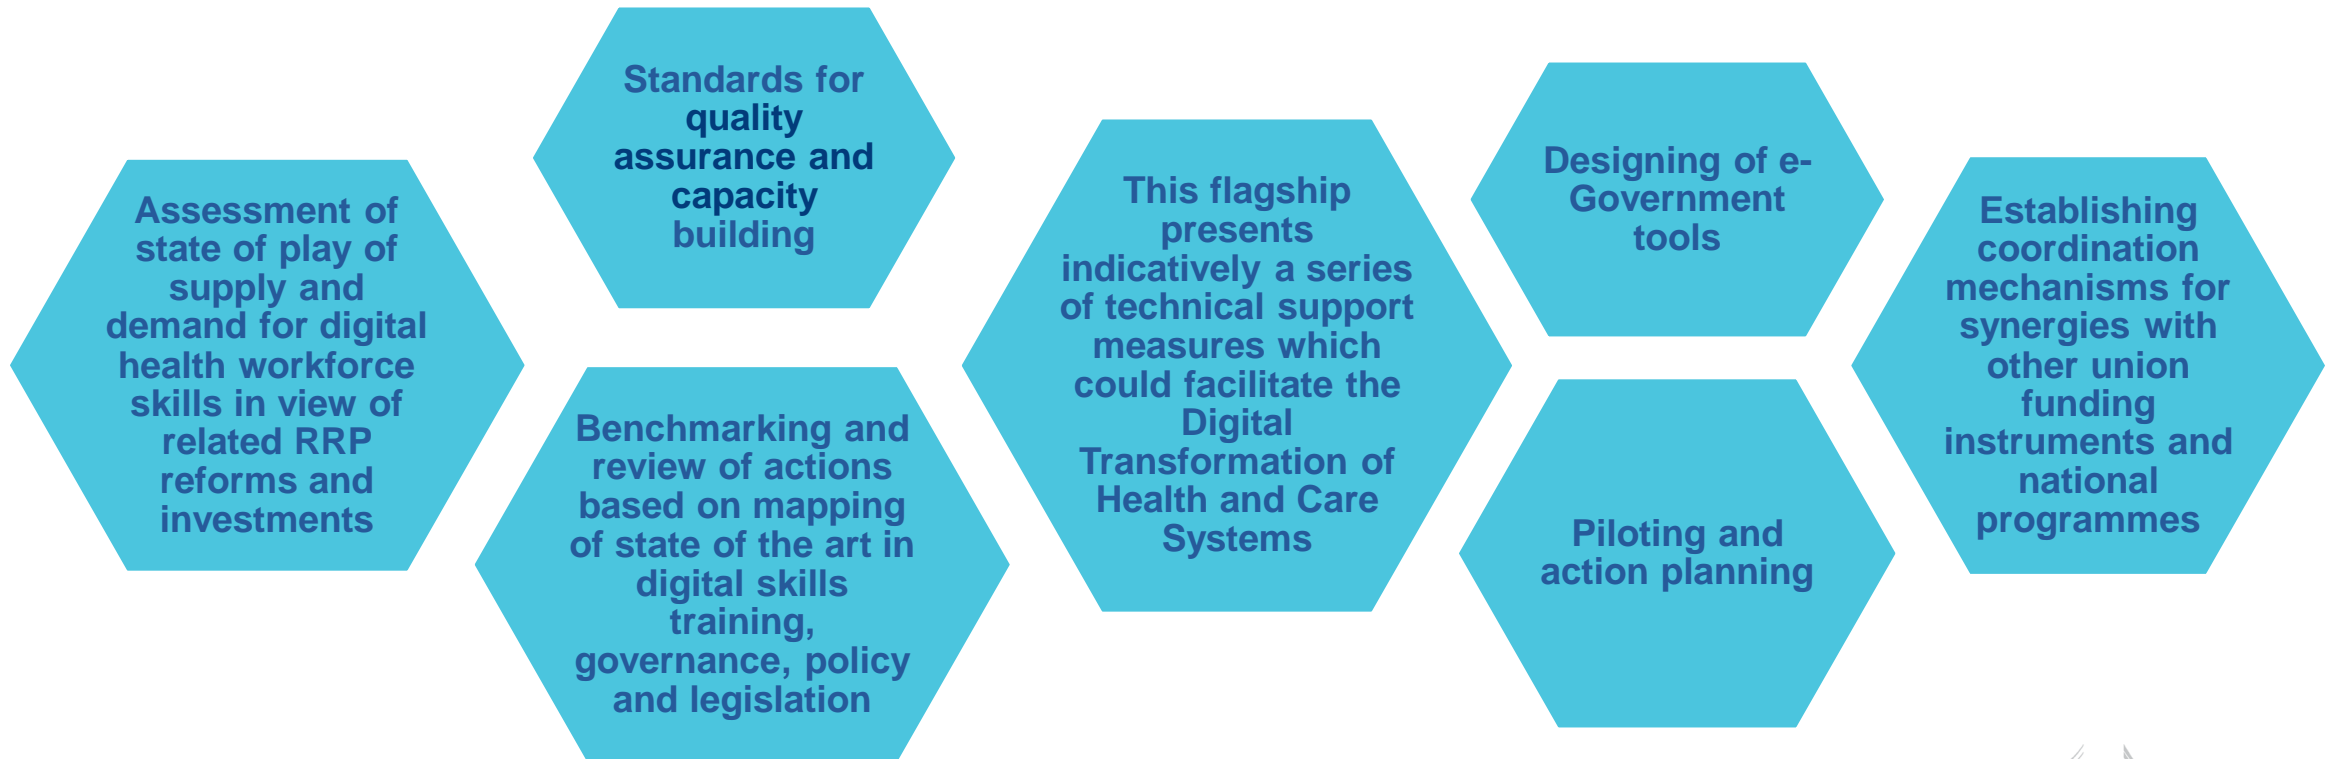 Assessment of
state of play of
supply and
demand for digital
health workforce
skills in view of
related RRP
reforms and
investments
Standards for
quality
assurance and
capacity
building
Benchmarking and
review of actions
based on mapping
of state of the art in
digital skills
training,
governance, policy
and legislation
This flagship
presents
indicatively a series
of technical support
measures which
could facilitate the
Digital
Transformation of
Health and Care
Systems
Designing of e-
Government
tools
Piloting and
action planning
Establishing
coordination
mechanisms for
synergies with
other union
funding
instruments and
national
programmes